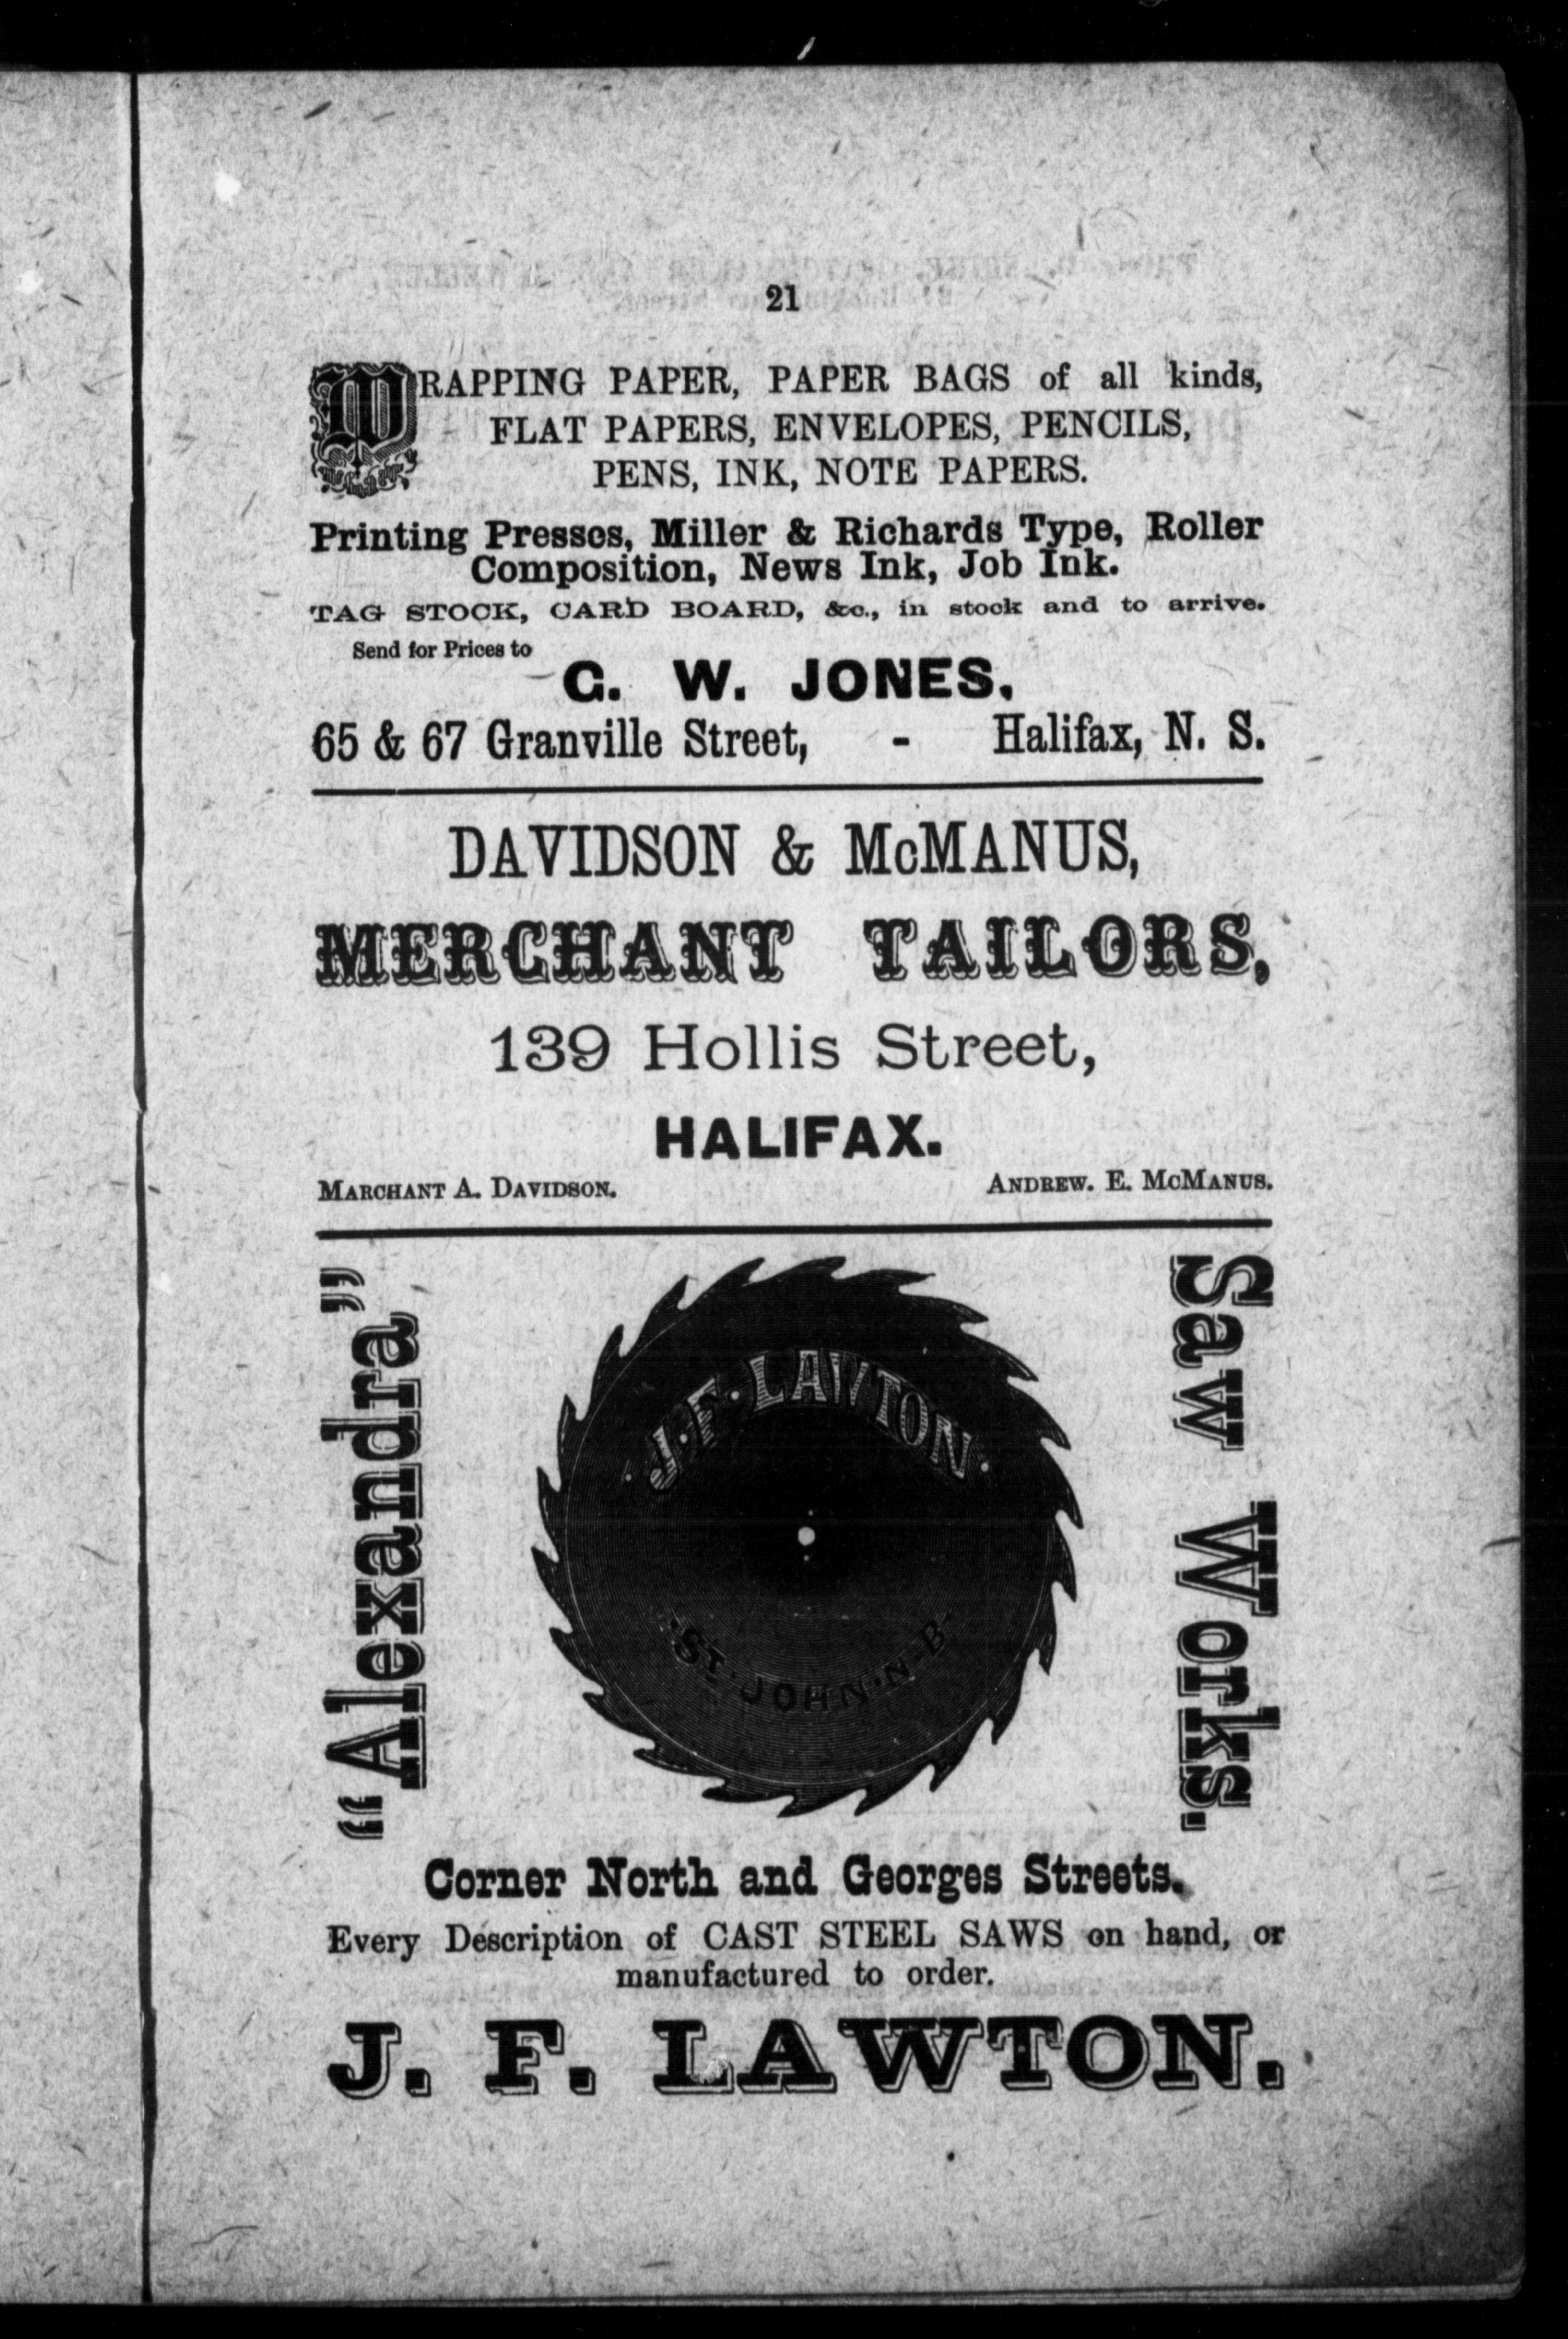 21
WRAPPING PAPER, PAPER BAGS of all kinds,
FLAT PAPERS, ENVELOPES, PENCILS,
PENS, INK, NOTE PAPERS.
Printing Presses, Miller & Richards Type, Roller
Composition, News Ink, Job Ink.
TAG STOCK, CARD BOARD, &c., in stock and to arrive.
Send for Prices to
C. W. JONES,
65 & 67 Granville Street, - Halifax, N. S.
DAVIDSON & McMANUS,
MERCHANT TAILORS,
139 Hollis Street,
HALIFAX.
MARCHANT A. DAVIDSON. ANDREW. E. McMANUS.
“Alexandra”
J. F. LAWTON.
ST. JOHN. N. B.
Saw Works.
Corner North and Georges Streets.
Every Description of CAST STEEL SAWS on hand, or
manufactured to order.
J. F. LAWTON.